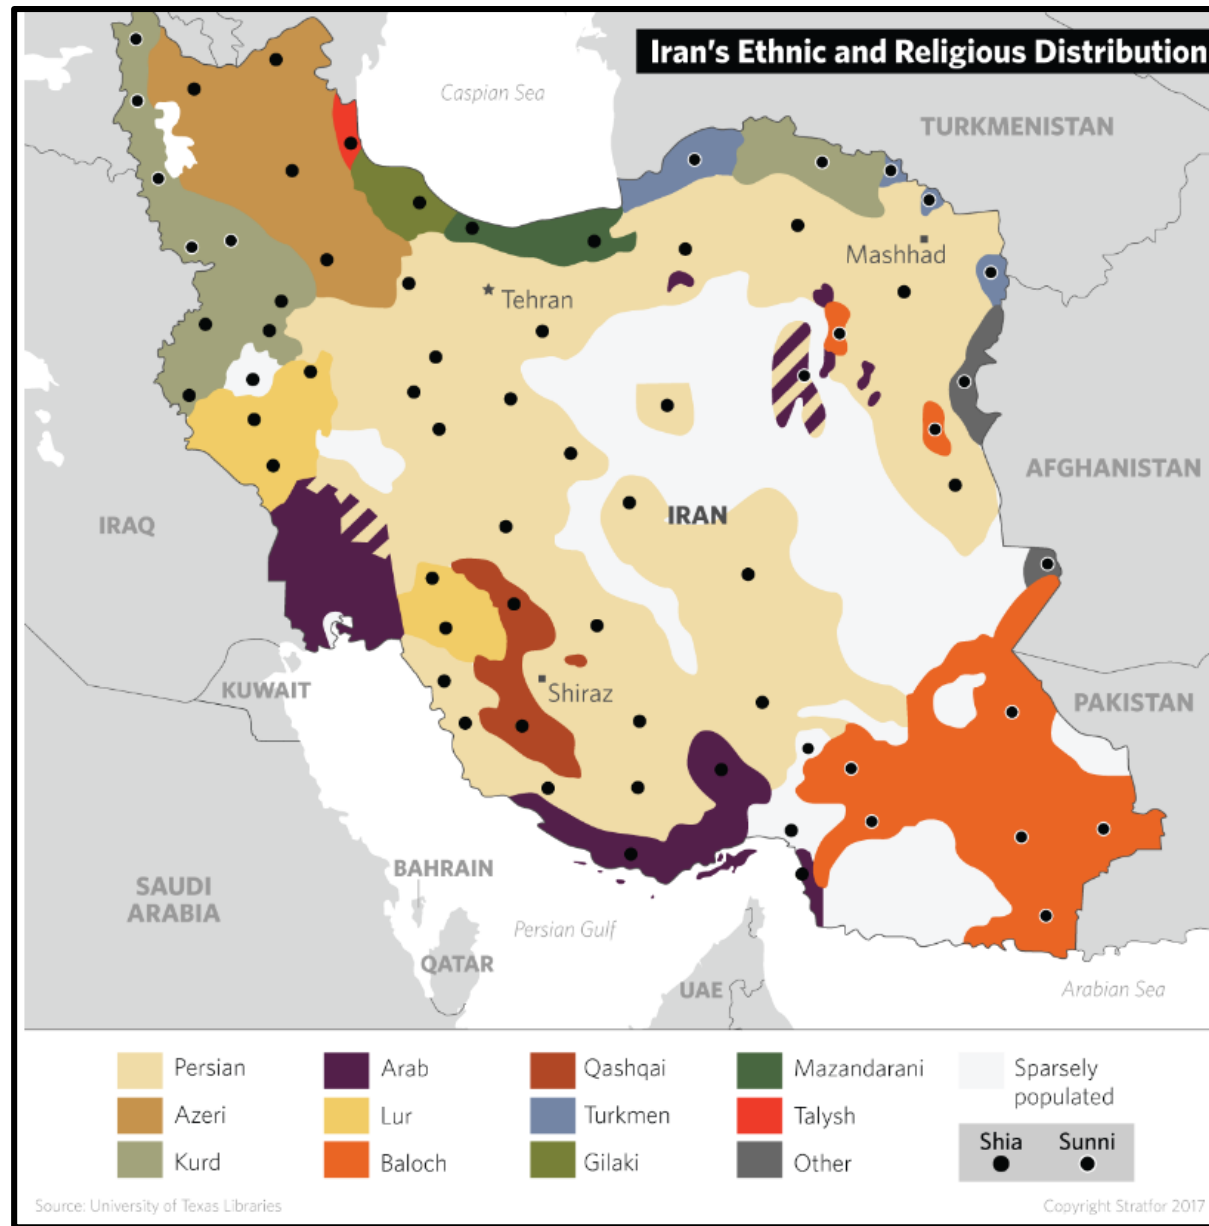 Iran's Ethnic and Religious Distribution
Caspian Sea
TURKMENISTAN
Mashhad
Tehran
IRAN
AFGHANISTAN
IRAQ
KUWAIT
Shiraz
PAKISTAN
BAHRAIN
SAUDI
ARABIA
Persian Gulf
QATAR
UAE
Arabian Sea
Persian
Arab
Qashqai
Mazandarani
Sparsely
populated
Azeri
Lur
Turkmen
Talysh
Kurd
Baloch
Gilaki
Other
Shia
Sunni
Source: University of Texas Libraries
Copyright Stratfor 2017